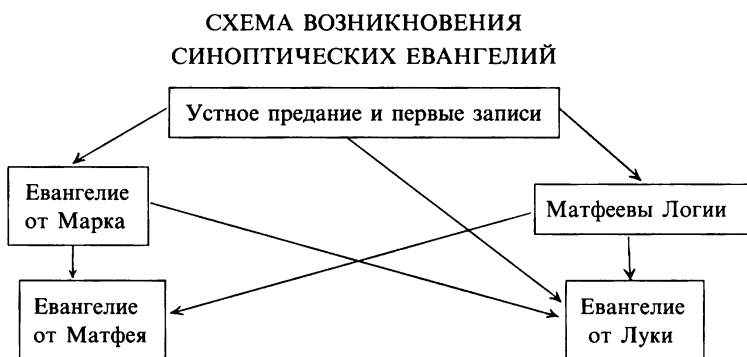 СХЕМА ВОЗНИКНОВЕНИЯ
СИНОПТИЧЕСКИХ ЕВАНГЕЛИЙ
Устное предание и первые записи
Евангелие
от Марка
Матфеевы Логии
Евангелие
от Матфея
Евангелие
от Луки